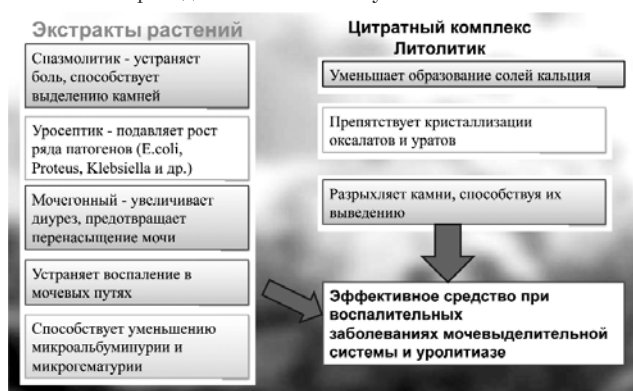 Экстракты растений
Спазмолитик - устраняет
боль, способствует
выделению камней
Уросептик - подавляет рост
ряда патогенов (E.coli,
Proteus, Klebsiella и др.)
Мочегонный - увеличивает
диурез, предотвращает
перенасыщение мочи
Устраняет воспаление в
мочевых путях
Способствует уменьшению
микроальбуминурии и
микрогематурии
Цитратный комплекс
Литолитик
Уменьшает образование солей кальция
Препятствует кристаллизации
оксалатов и уратов
Разрыхляет камни, способствуя их
выведению
Эффективное средство при
воспалительных
заболеваниях мочевыделительной
системы и уролитиазе